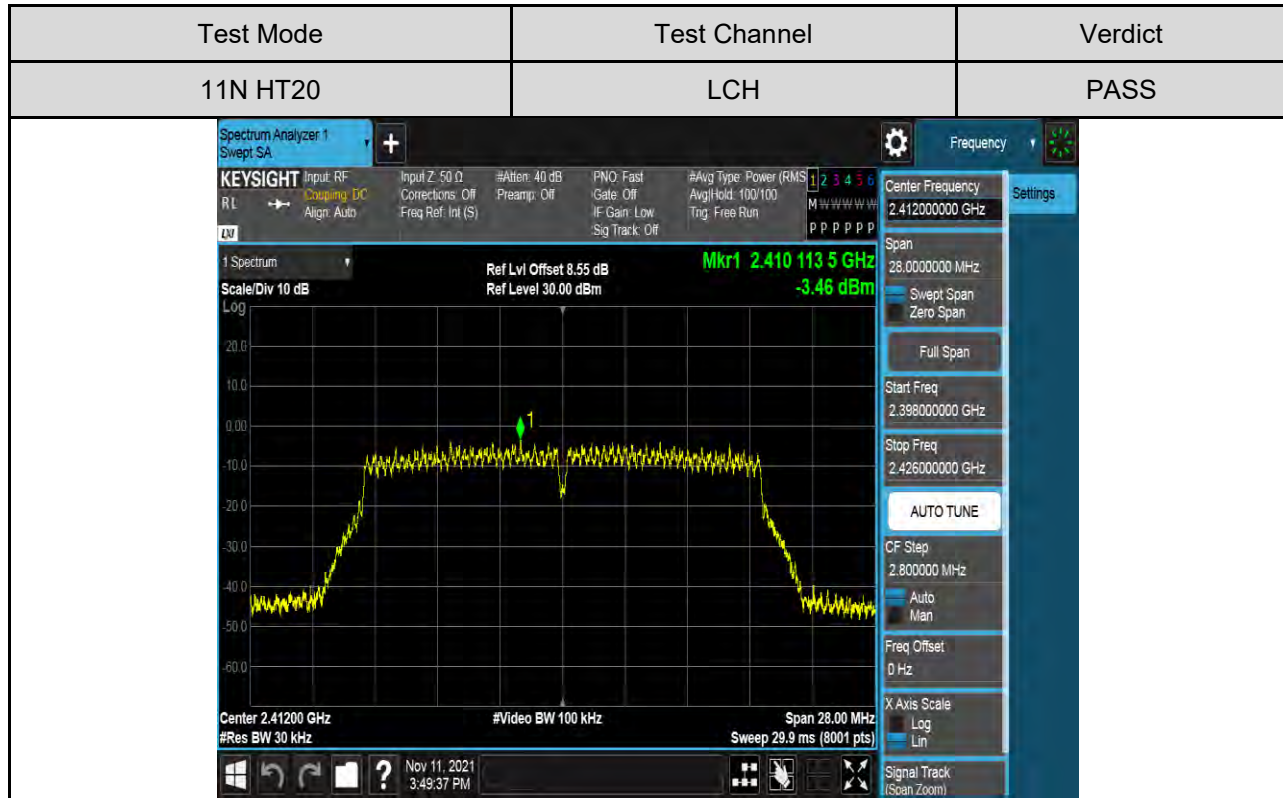 Test Mode Test Channel Verdict
11N HT20 LCH PASS
Spectrum Analyzer 1
Swept SA
+
Frequency
KEYSIGHT Input: RF Input Z: 50 Ω #Atten: 40 dB PNO: Fast #Avg Type: Power (RMS 1 2 3 4 5 6
R L Coupling: DC Corrections: Off Preamp: Off Gate: Off Avg|Hold: 100/100 M W W W W W
Align: Auto Freq Ref: Int (S) IF Gain: Low Trig: Free Run
LXI Sig Track: Off P P P P P P
1 Spectrum
Scale/Div 10 dB
Ref Lvl Offset 8.55 dB
Ref Level 30.00 dBm
Mkr1 2.410 113 5 GHz
-3.46 dBm
Log
20.0
10.0
0.00
-10.0
-20.0
-30.0
-40.0
-50.0
-60.0
1
Center 2.41200 GHz #Video BW 100 kHz Span 28.00 MHz
#Res BW 30 kHz Sweep 29.9 ms (8001 pts)
Center Frequency
2.412000000 GHz
Settings
Span
28.0000000 MHz
Swept Span
Zero Span
Full Span
Start Freq
2.398000000 GHz
Stop Freq
2.426000000 GHz
AUTO TUNE
CF Step
2.800000 MHz
Auto
Man
Freq Offset
0 Hz
X Axis Scale
Log
Lin
Signal Track
(Span Zoom)
?
Nov 11, 2021
3:49:37 PM